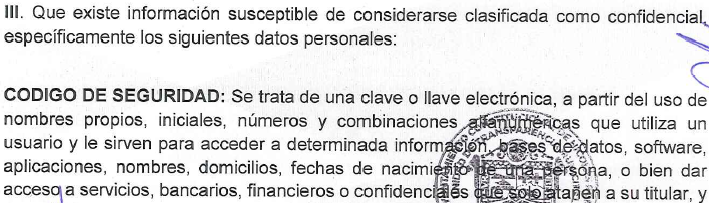 III. Que existe información susceptible de considerarse clasificada como confidencial,
específicamente los siguientes datos personales:
CODIGO DE SEGURIDAD: Se trata de una clave o llave electrónica, a partir del uso de
nombres propios, iniciales, números y combinaciones alfanuméricas que utiliza un
usuario y le sirven para acceder a determinada información, bases de datos, software,
aplicaciones, nombres, domicilios, fechas de nacimiento de una persona, o bien dar
acceso a servicios, bancarios, financieros o confidenciales que solo atañen a su titular, y